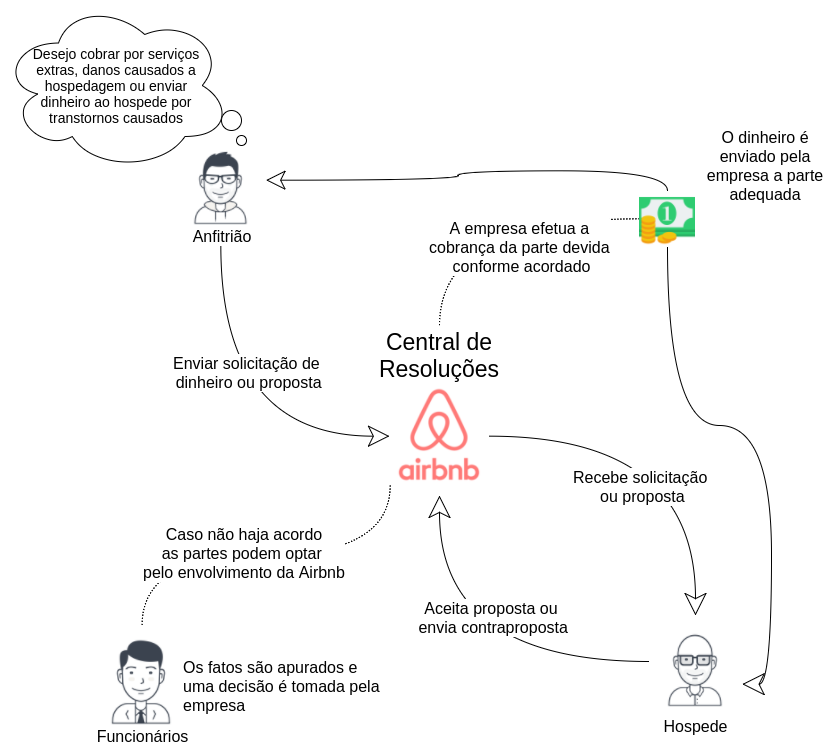 Desejo cobrar por serviços
extras, danos causados a
hospedagem ou enviar
dinheiro ao hospede por
transtornos causados
Anfitrião
O dinheiro é
enviado pela
empresa a parte
adequada
1
A empresa efetua a
cobrança da parte devida
conforme acordado
Enviar solicitação de
dinheiro ou proposta
Central de
Resoluções
airbnb
Recebe solicitação
ou proposta
Caso não haja acordo
as partes podem optar
pelo envolvimento da Airbnb
Aceita proposta ou
envia contraproposta
Os fatos são apurados e
uma decisão é tomada pela
empresa
Funcionários
Hospede